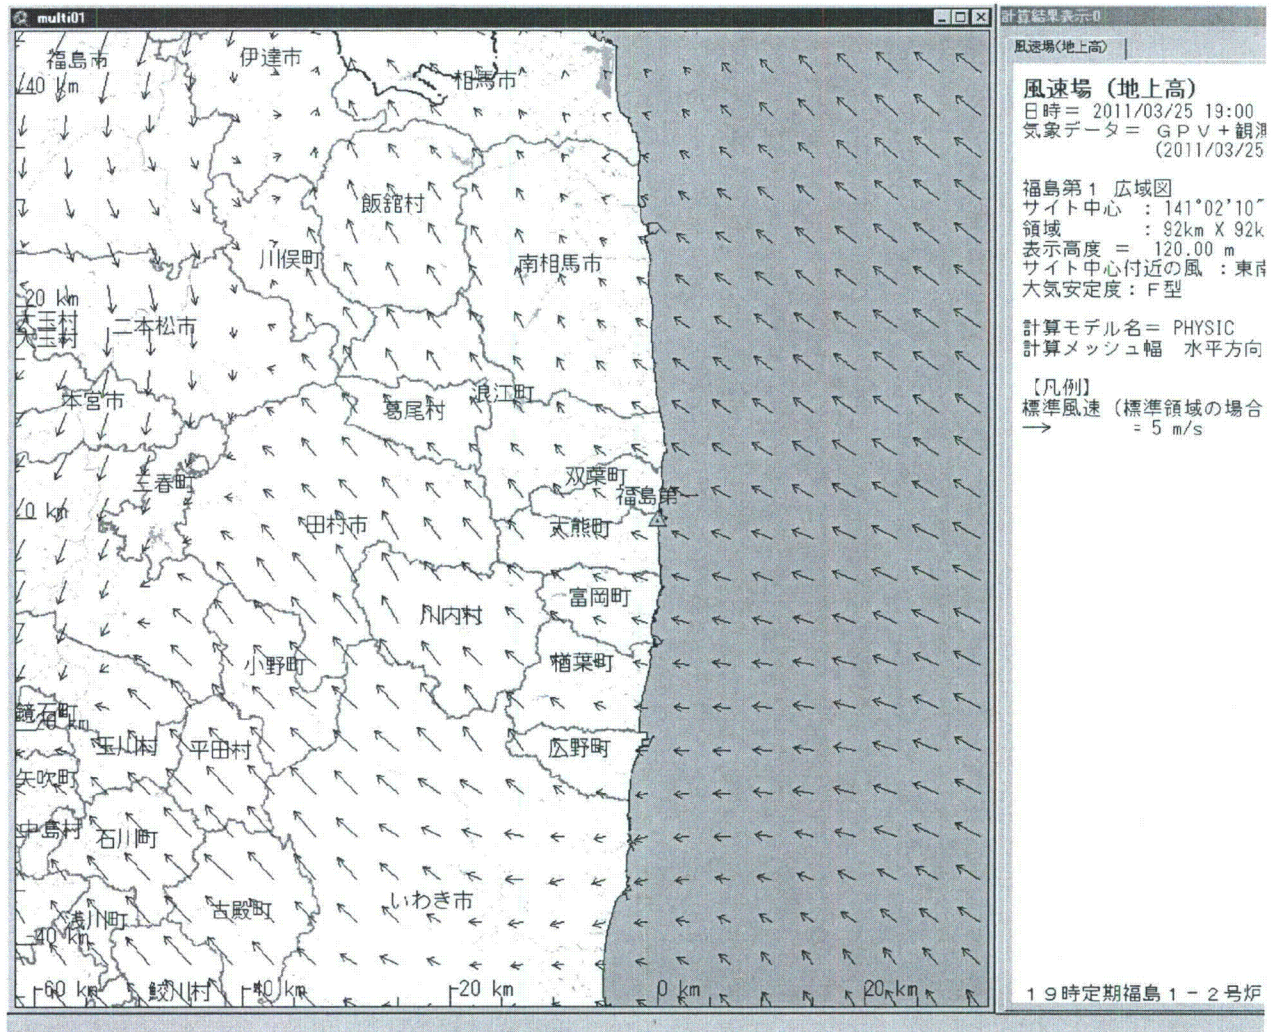 multi01
福島市
伊達市
相馬市
40 km
飯舘村
川俣町
南相馬市
20 km
大玉村
大玉村
二本松市
本宮市
葛尾村
浪江町
三春町
双葉町
福島第一
0 km
田村市
大熊町
富岡町
川内村
小野町
楢葉町
鏡石町
-20 km
玉川村
平田村
広野町
矢吹町
中島村
石川町
いわき市
古殿町
浅川町
-40 km
-60 km
鮫川村
-40 km
-20 km
0 km
20 km
計算結果表示-0
風速場(地上高)
風速場 (地上高)
日時= 2011/03/25 19:00
気象データ= GPV+観測
(2011/03/25
福島第1 広域図
サイト中心 : 141°02'10"
領域 : 92km X 92k
表示高度 = 120.00 m
サイト中心付近の風 : 東南
大気安定度: F型
計算モデル名= PHYSIC
計算メッシュ幅 水平方向
【凡例】
標準風速 (標準領域の場合
→ = 5 m/s
19時定期福島1-2号炉